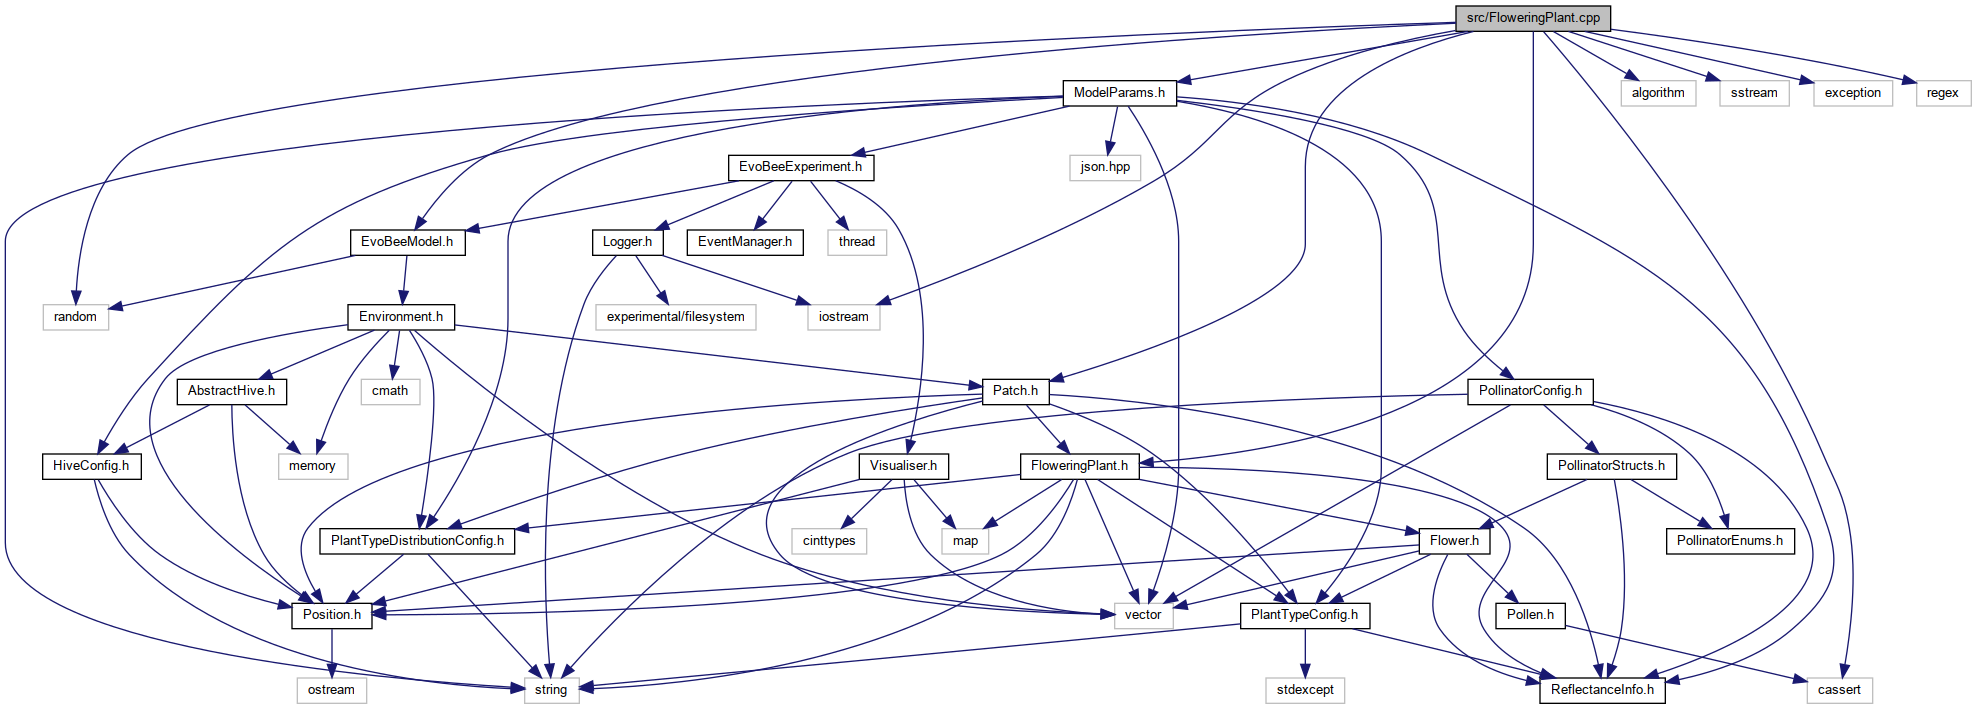 src/FloweringPlant.cpp
ModelParams.h
algorithm
sstream
exception
regex
EvoBeeExperiment.h
json.hpp
EvoBeeModel.h
Logger.h
EventManager.h
thread
random
Environment.h
experimental/filesystem
iostream
AbstractHive.h
cmath
Patch.h
PollinatorConfig.h
HiveConfig.h
memory
Visualiser.h
FloweringPlant.h
PollinatorStructs.h
PlantTypeDistributionConfig.h
cinttypes
map
Flower.h
PollinatorEnums.h
Position.h
vector
PlantTypeConfig.h
Pollen.h
ostream
string
stdexcept
ReflectanceInfo.h
cassert